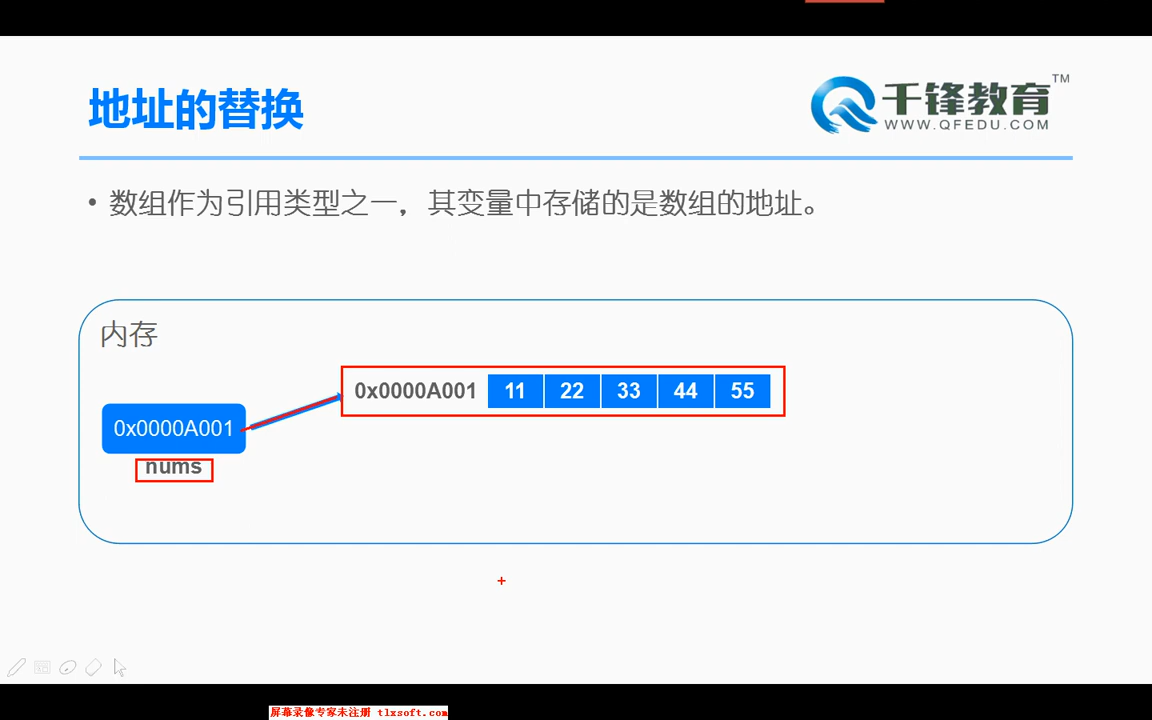 地址的替换
千锋教育 TM
WWW.QFEDU.COM
• 数组作为引用类型之一，其变量中存储的是数组的地址。
内存
0x0000A001 11 22 33 44 55
0x0000A001
nums
屏幕录像专家未注册 tlxsoft.com